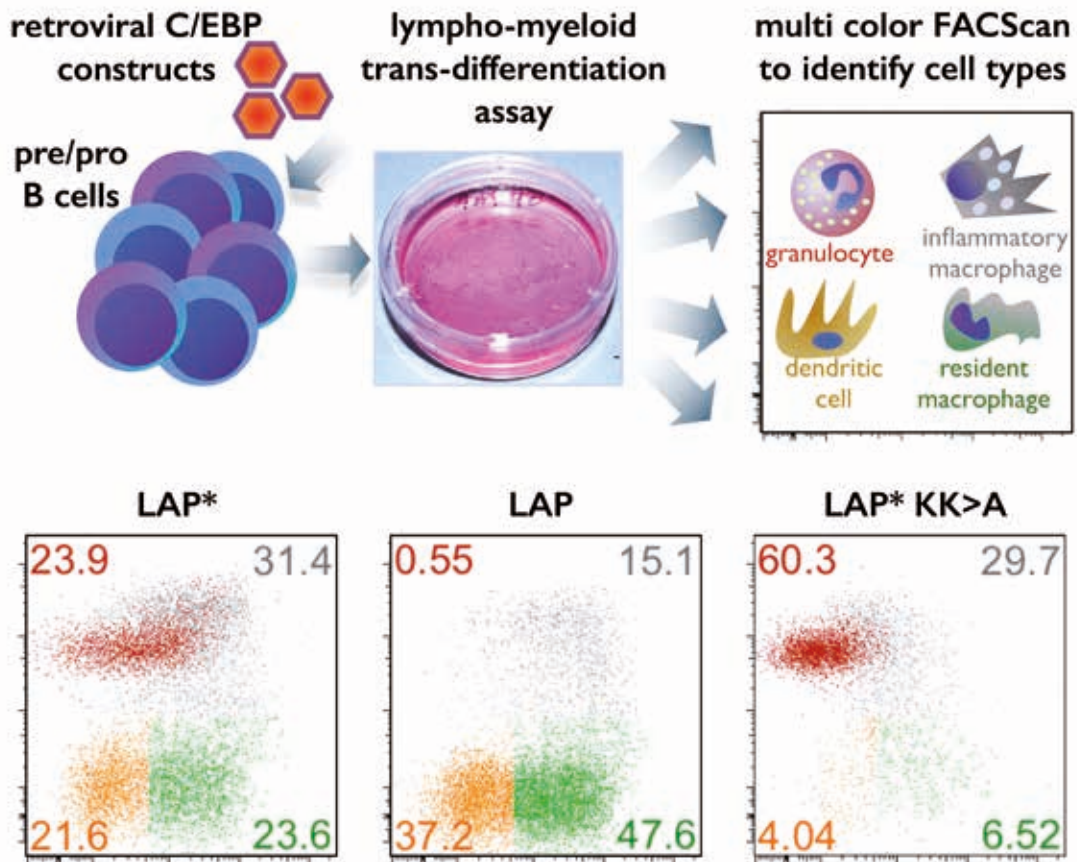 retroviral C/EBP
constructs
pre/pro
B cells
lympho-myeloid
trans-differentiation
assay
multi color FACScan
to identify cell types
granulocyte
inflammatory
macrophage
dendritic
cell
resident
macrophage
LAP*
23.9
31.4
21.6
23.6
LAP
0.55
15.1
37.2
47.6
LAP* KK>A
60.3
29.7
4.04
6.52